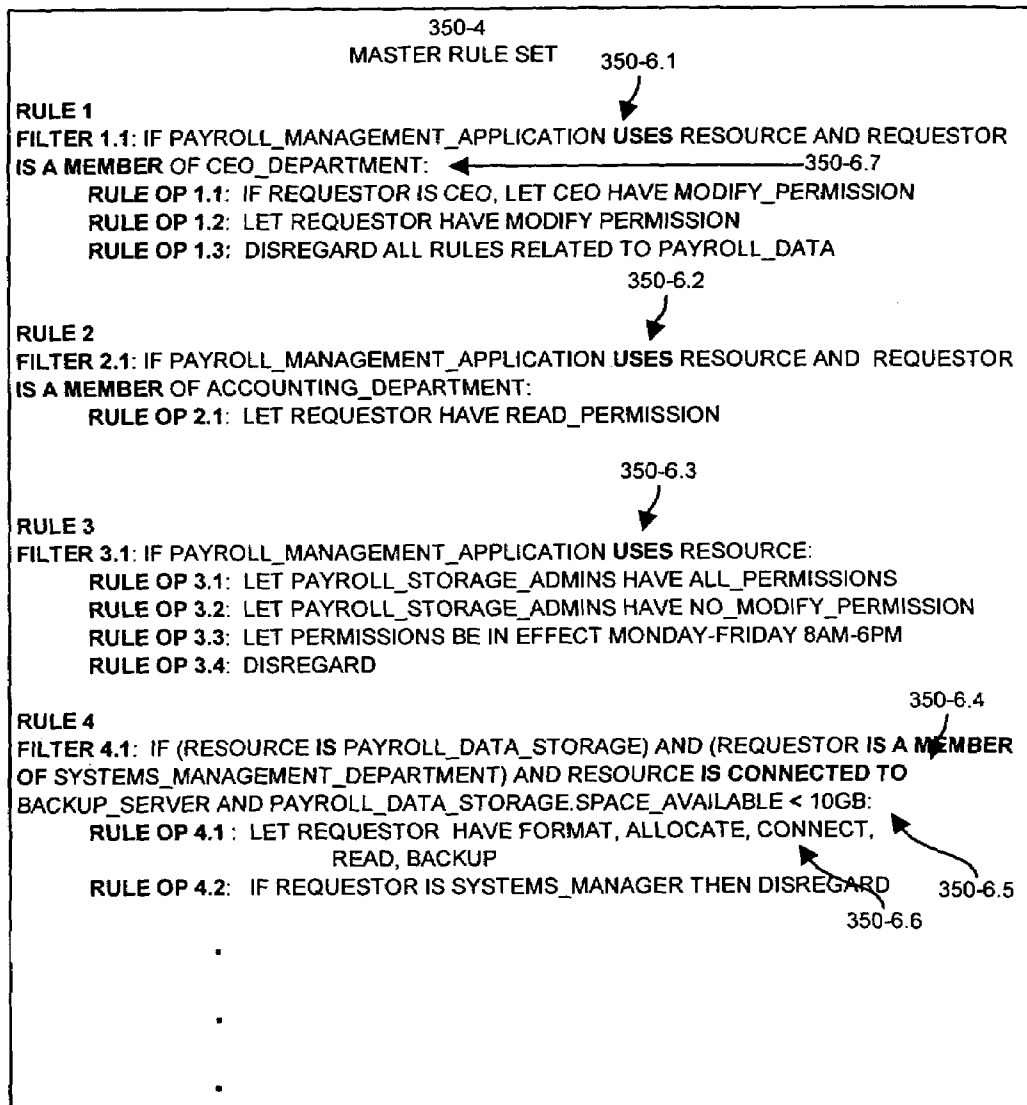 350-4
MASTER RULE SET
350-6.1
RULE 1
FILTER 1.1: IF PAYROLL_MANAGEMENT_APPLICATION USES RESOURCE AND REQUESTOR
IS A MEMBER OF CEO_DEPARTMENT:
350-6.7
RULE OP 1.1: IF REQUESTOR IS CEO, LET CEO HAVE MODIFY_PERMISSION
RULE OP 1.2: LET REQUESTOR HAVE MODIFY PERMISSION
RULE OP 1.3: DISREGARD ALL RULES RELATED TO PAYROLL_DATA
350-6.2
RULE 2
FILTER 2.1: IF PAYROLL_MANAGEMENT_APPLICATION USES RESOURCE AND REQUESTOR
IS A MEMBER OF ACCOUNTING_DEPARTMENT:
RULE OP 2.1: LET REQUESTOR HAVE READ_PERMISSION
350-6.3
RULE 3
FILTER 3.1: IF PAYROLL_MANAGEMENT_APPLICATION USES RESOURCE:
RULE OP 3.1: LET PAYROLL_STORAGE_ADMINS HAVE ALL_PERMISSIONS
RULE OP 3.2: LET PAYROLL_STORAGE_ADMINS HAVE NO_MODIFY_PERMISSION
RULE OP 3.3: LET PERMISSIONS BE IN EFFECT MONDAY-FRIDAY 8AM-6PM
RULE OP 3.4: DISREGARD
350-6.4
RULE 4
FILTER 4.1: IF (RESOURCE IS PAYROLL_DATA_STORAGE) AND (REQUESTOR IS A MEMBER
OF SYSTEMS_MANAGEMENT_DEPARTMENT) AND RESOURCE IS CONNECTED TO
BACKUP_SERVER AND PAYROLL_DATA_STORAGE.SPACE_AVAILABLE < 10GB:
RULE OP 4.1 : LET REQUESTOR HAVE FORMAT, ALLOCATE, CONNECT,
READ, BACKUP
RULE OP 4.2: IF REQUESTOR IS SYSTEMS_MANAGER THEN DISREGARD
350-6.5
350-6.6
.
.
.